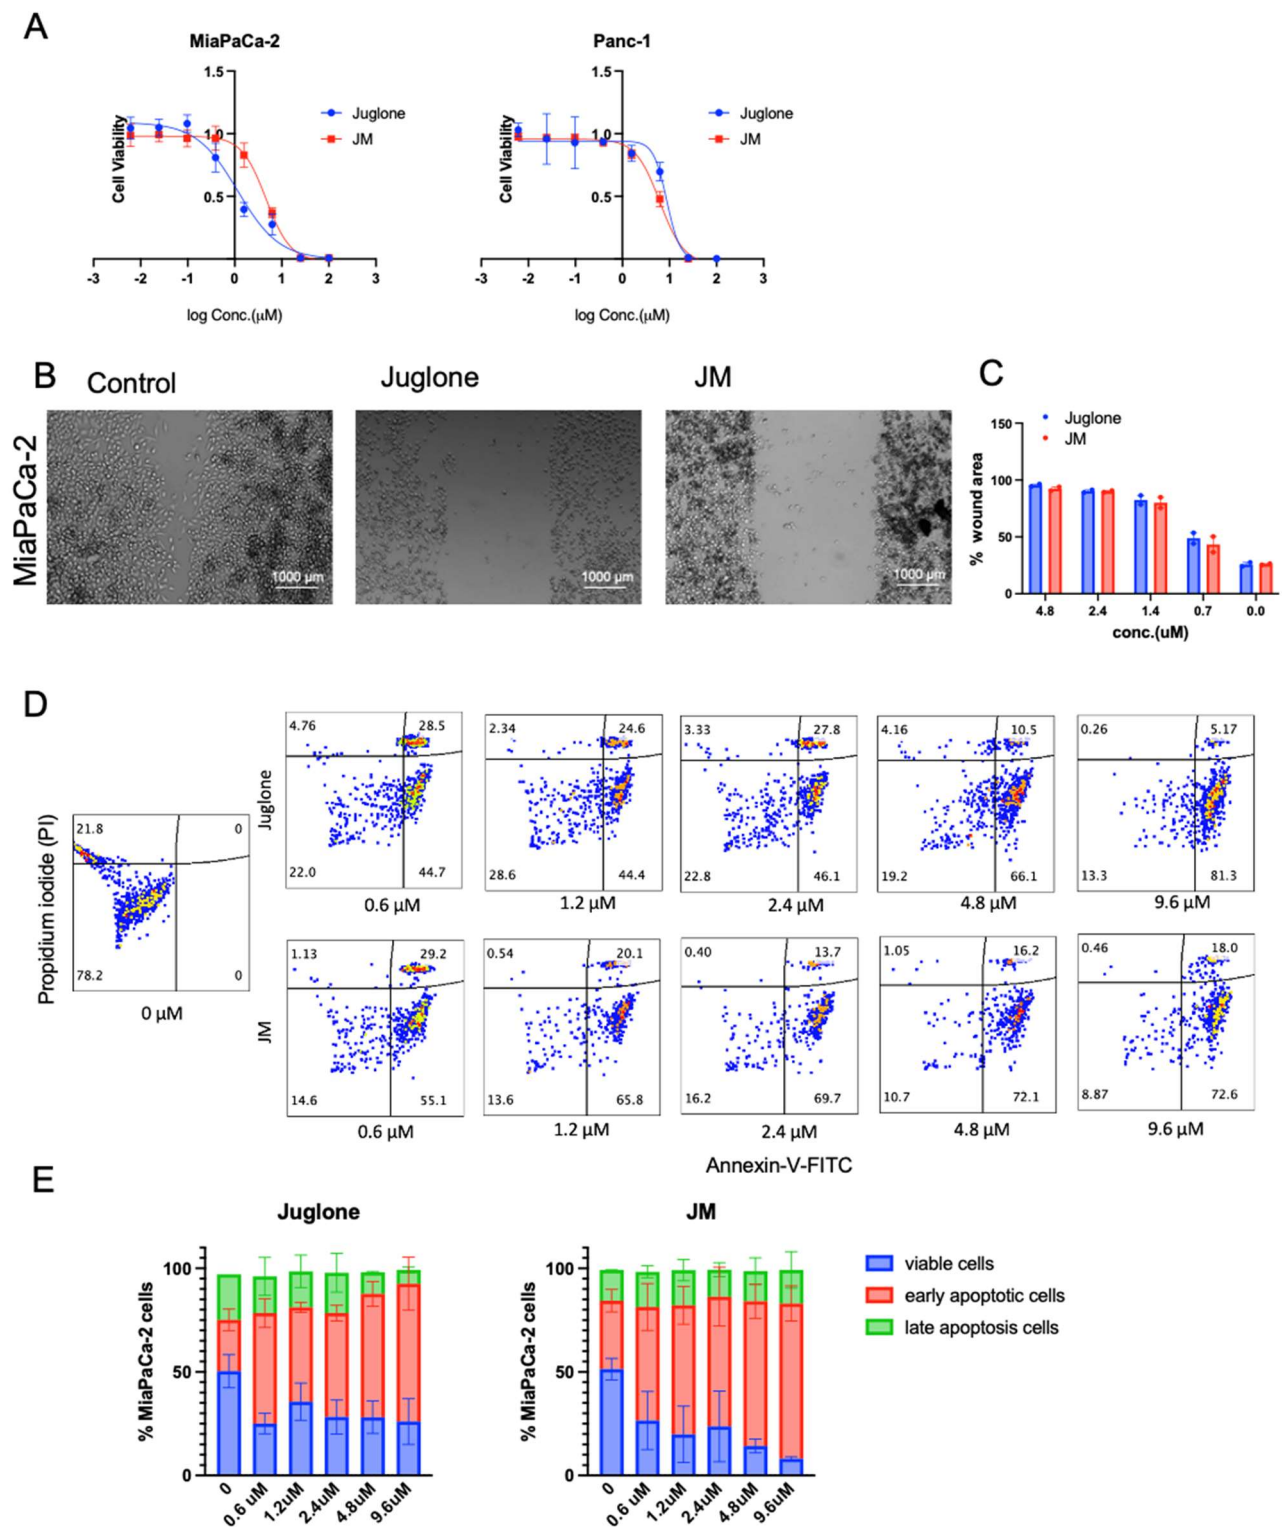 A
MiaPaCa-2
Panc-1
1.5
1.0
0.5
Cell Viability
-3 -2 -1 0 1 2 3
log Conc.(µM)
Juglone
JM
1.5
1.0
0.5
Cell Viability
-3 -2 -1 0 1 2 3
log Conc.(µM)
Juglone
JM
B
Control
Juglone
JM
MiaPaCa-2
1000 µm
1000 µm
1000 µm
C
Juglone
JM
150
100
50
0
% wound area
4.8 2.4 1.4 0.7 0.0
conc.(uM)
D
Propidium iodide (PI)
21.8 0
78.2 0
0 µM
Juglone
4.76 28.5
22.0 44.7
0.6 µM
2.34 24.6
28.6 44.4
1.2 µM
3.33 27.8
22.8 46.1
2.4 µM
4.16 10.5
19.2 66.1
4.8 µM
0.26 5.17
13.3 81.3
9.6 µM
JM
1.13 29.2
14.6 55.1
0.6 µM
0.54 20.1
13.6 65.8
1.2 µM
0.40 13.7
16.2 69.7
2.4 µM
1.05 16.2
10.7 72.1
4.8 µM
0.46 18.0
8.87 72.6
9.6 µM
Annexin-V-FITC
E
Juglone
100
50
0
% MiaPaCa-2 cells
0 0.6 uM 1.2uM 2.4uM 4.8uM 9.6uM
JM
100
50
0
% MiaPaCa-2 cells
0 0.6 uM 1.2uM 2.4uM 4.8uM 9.6uM
viable cells
early apoptotic cells
late apoptosis cells